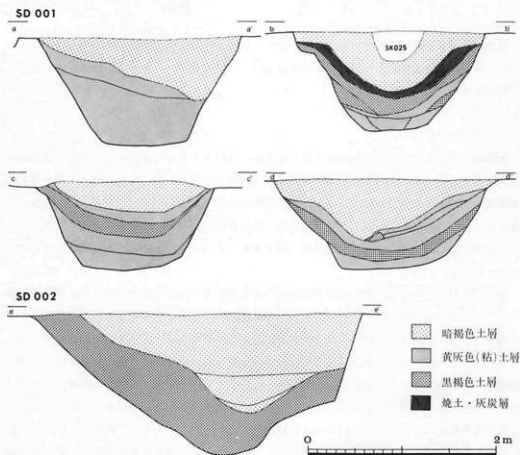 SD 001
a a'
b b'
SK025
c c'
d d'
SD 002
e e'
暗褐色土層
黄灰色(粘)土層
黒褐色土層
焼土・灰炭層
0 2m